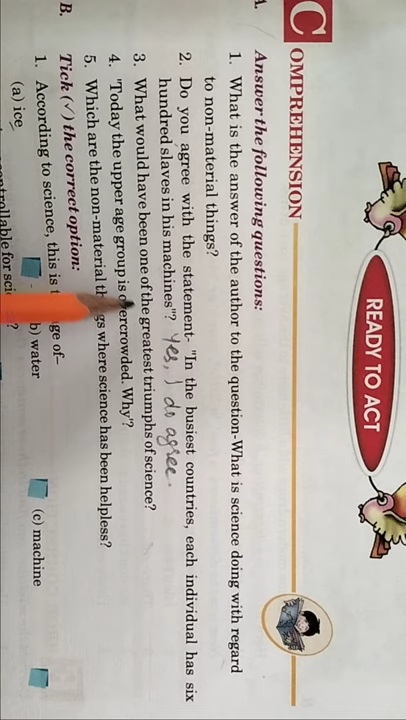 READY TO ACT
COMPREHENSION
A. Answer the following questions:
1. What is the answer of the author to the question-What is science doing with regard
to non-material things?
2. Do you agree with the statement- "In the busiest countries, each individual has six
hundred slaves in his machines"? Yes, I do agree.
3. What would have been one of the greatest triumphs of science?
4. 'Today the upper age group is overcrowded. Why'?
5. Which are the non-material things where science has been helpless?
B. Tick (✓) the correct option:
1. According to science, this is age of–
(a) ice (b) water (c) machine